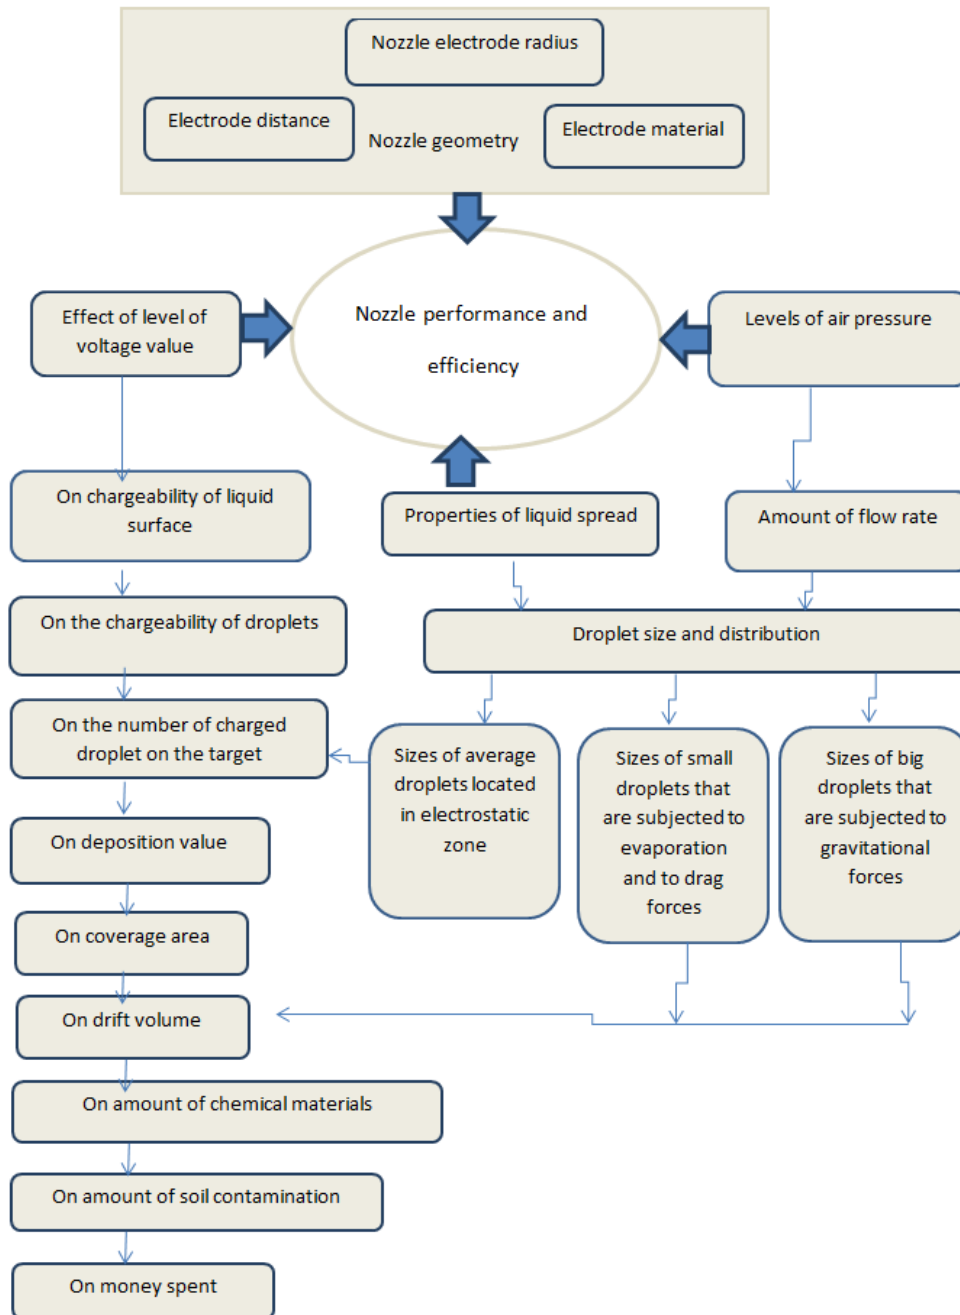 Nozzle electrode radius
Electrode distance
Nozzle geometry
Electrode material
Nozzle performance and
efficiency
Effect of level of
voltage value
Levels of air pressure
On chargeability of liquid
surface
Properties of liquid spread
Amount of flow rate
On the chargeability of droplets
Droplet size and distribution
On the number of charged
droplet on the target
Sizes of average
droplets located
in electrostatic
zone
Sizes of small
droplets that
are subjected to
evaporation
and to drag
forces
Sizes of big
droplets that
are subjected to
gravitational
forces
On deposition value
On coverage area
On drift volume
On amount of chemical materials
On amount of soil contamination
On money spent